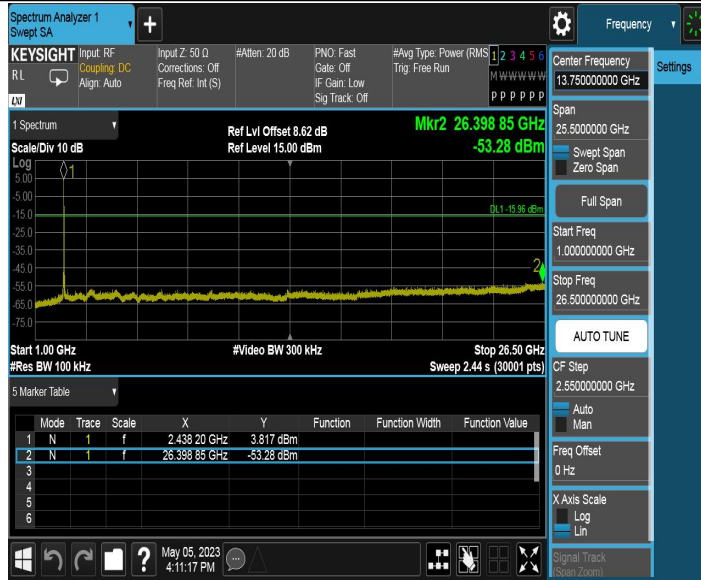 Spectrum Analyzer 1
Swept SA
Frequency
KEYSIGHT
RL
LXI
Input: RF
Coupling: DC
Align: Auto
Input Z: 50 Ω
Corrections: Off
Freq Ref: Int (S)
#Atten: 20 dB
PNO: Fast
Gate: Off
IF Gain: Low
Sig Track: Off
#Avg Type: Power (RMS
Trig: Free Run
1 2 3 4 5 6
M W W W W W
P P P P P P
1 Spectrum
Scale/Div 10 dB
Ref Lvl Offset 8.62 dB
Ref Level 15.00 dBm
Mkr2 26.398 85 GHz
-53.28 dBm
Log
5.00
-5.00
-15.0
-25.0
-35.0
-45.0
-55.0
-65.0
-75.0
1
DL1 -15.96 dBm
2
Start 1.00 GHz
#Res BW 100 kHz
#Video BW 300 kHz
Stop 26.50 GHz
Sweep 2.44 s (30001 pts)
5 Marker Table
Mode Trace Scale X Y Function Function Width Function Value
1 N 1 f 2.438 20 GHz 3.817 dBm
2 N 1 f 26.398 85 GHz -53.28 dBm
3
4
5
6
May 05, 2023
4:11:17 PM
?
Center Frequency
13.750000000 GHz
Span
25.5000000 GHz
Swept Span
Zero Span
Full Span
Start Freq
1.000000000 GHz
Stop Freq
26.500000000 GHz
AUTO TUNE
CF Step
2.550000000 GHz
Auto
Man
Freq Offset
0 Hz
X Axis Scale
Log
Lin
Signal Track
(Span Zoom)
Settings